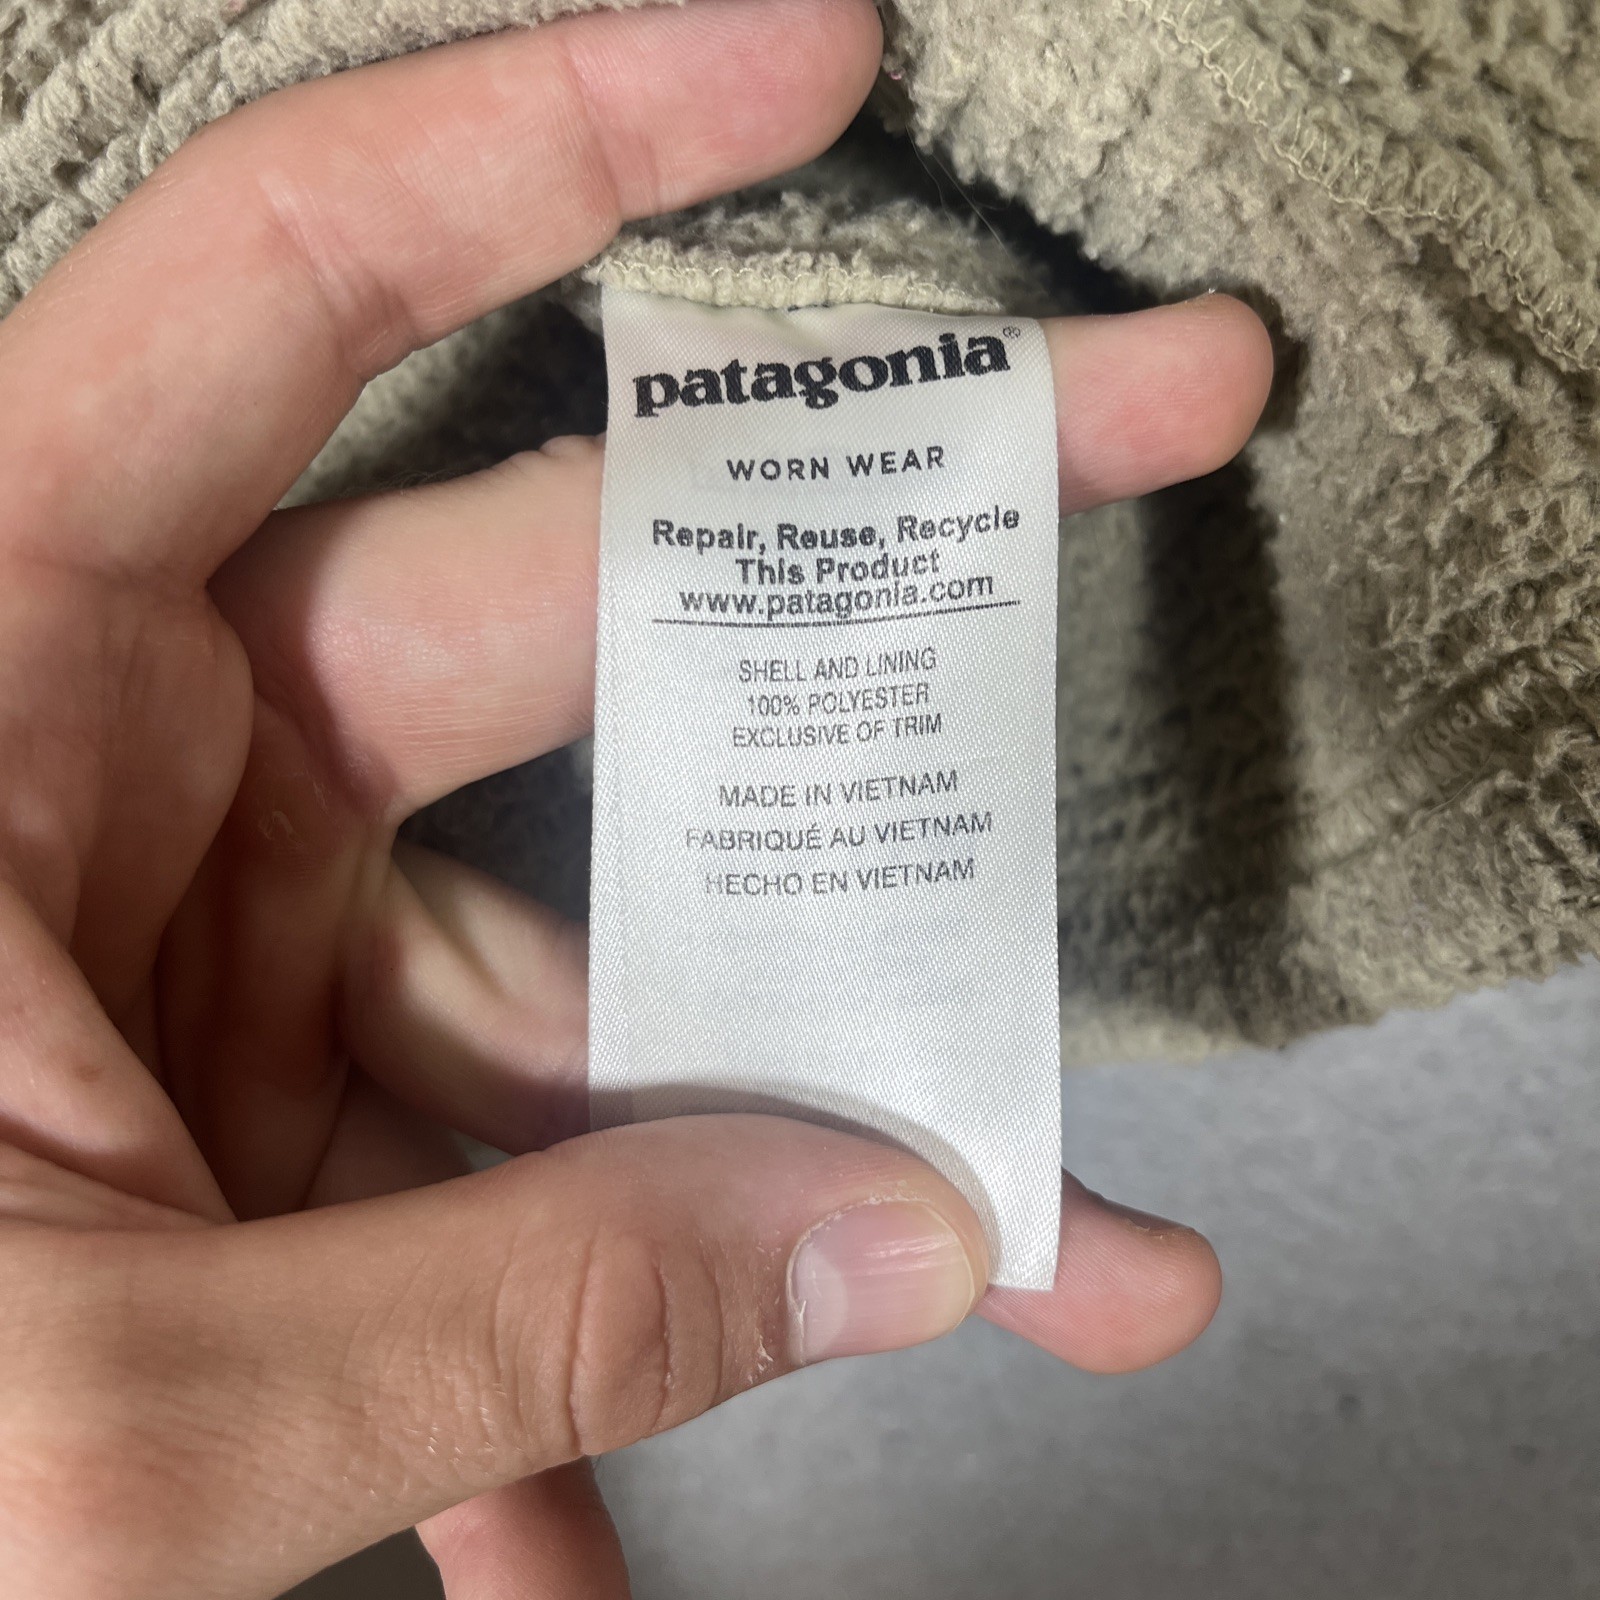 patagonia®
WORN WEAR
Repair, Reuse, Recycle
This Product
www.patagonia.com
SHELL AND LINING
100% POLYESTER
EXCLUSIVE OF TRIM
MADE IN VIETNAM
FABRIQUÉ AU VIETNAM
HECHO EN VIETNAM